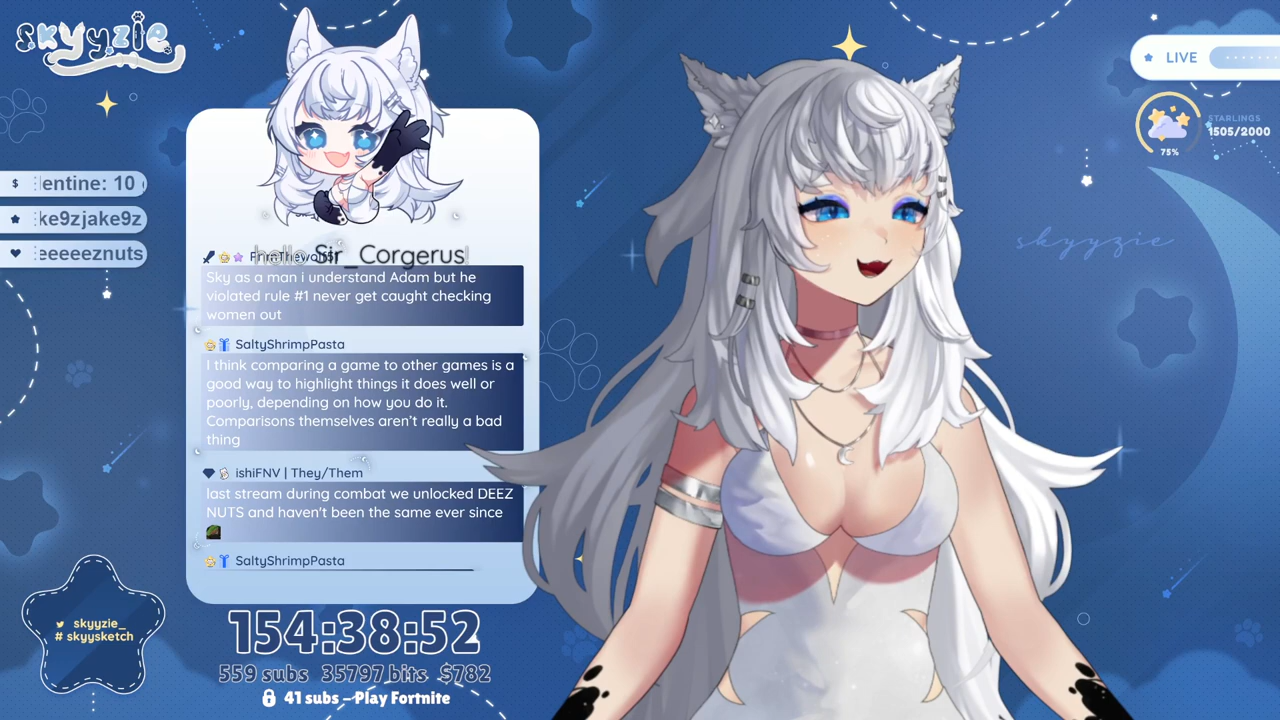 skyyzie
LIVE
STARLINGS
1505/2000
75%
$ entine: 10
ke9zjake9z
eeeeeznuts
skyyzie
hello Sir_Corgerus!
Sky as a man i understand Adam but he
violated rule #1 never get caught checking
women out
SaltyShrimpPasta
I think comparing a game to other games is a
good way to highlight things it does well or
poorly, depending on how you do it.
Comparisons themselves aren't really a bad
thing
ishiFNV | They/Them
last stream during combat we unlocked DEEZ
NUTS and haven't been the same ever since
SaltyShrimpPasta
154:38:52
559 subs 35797 bits $782
41 subs - Play Fortnite
skyyzie_
# skyysketch